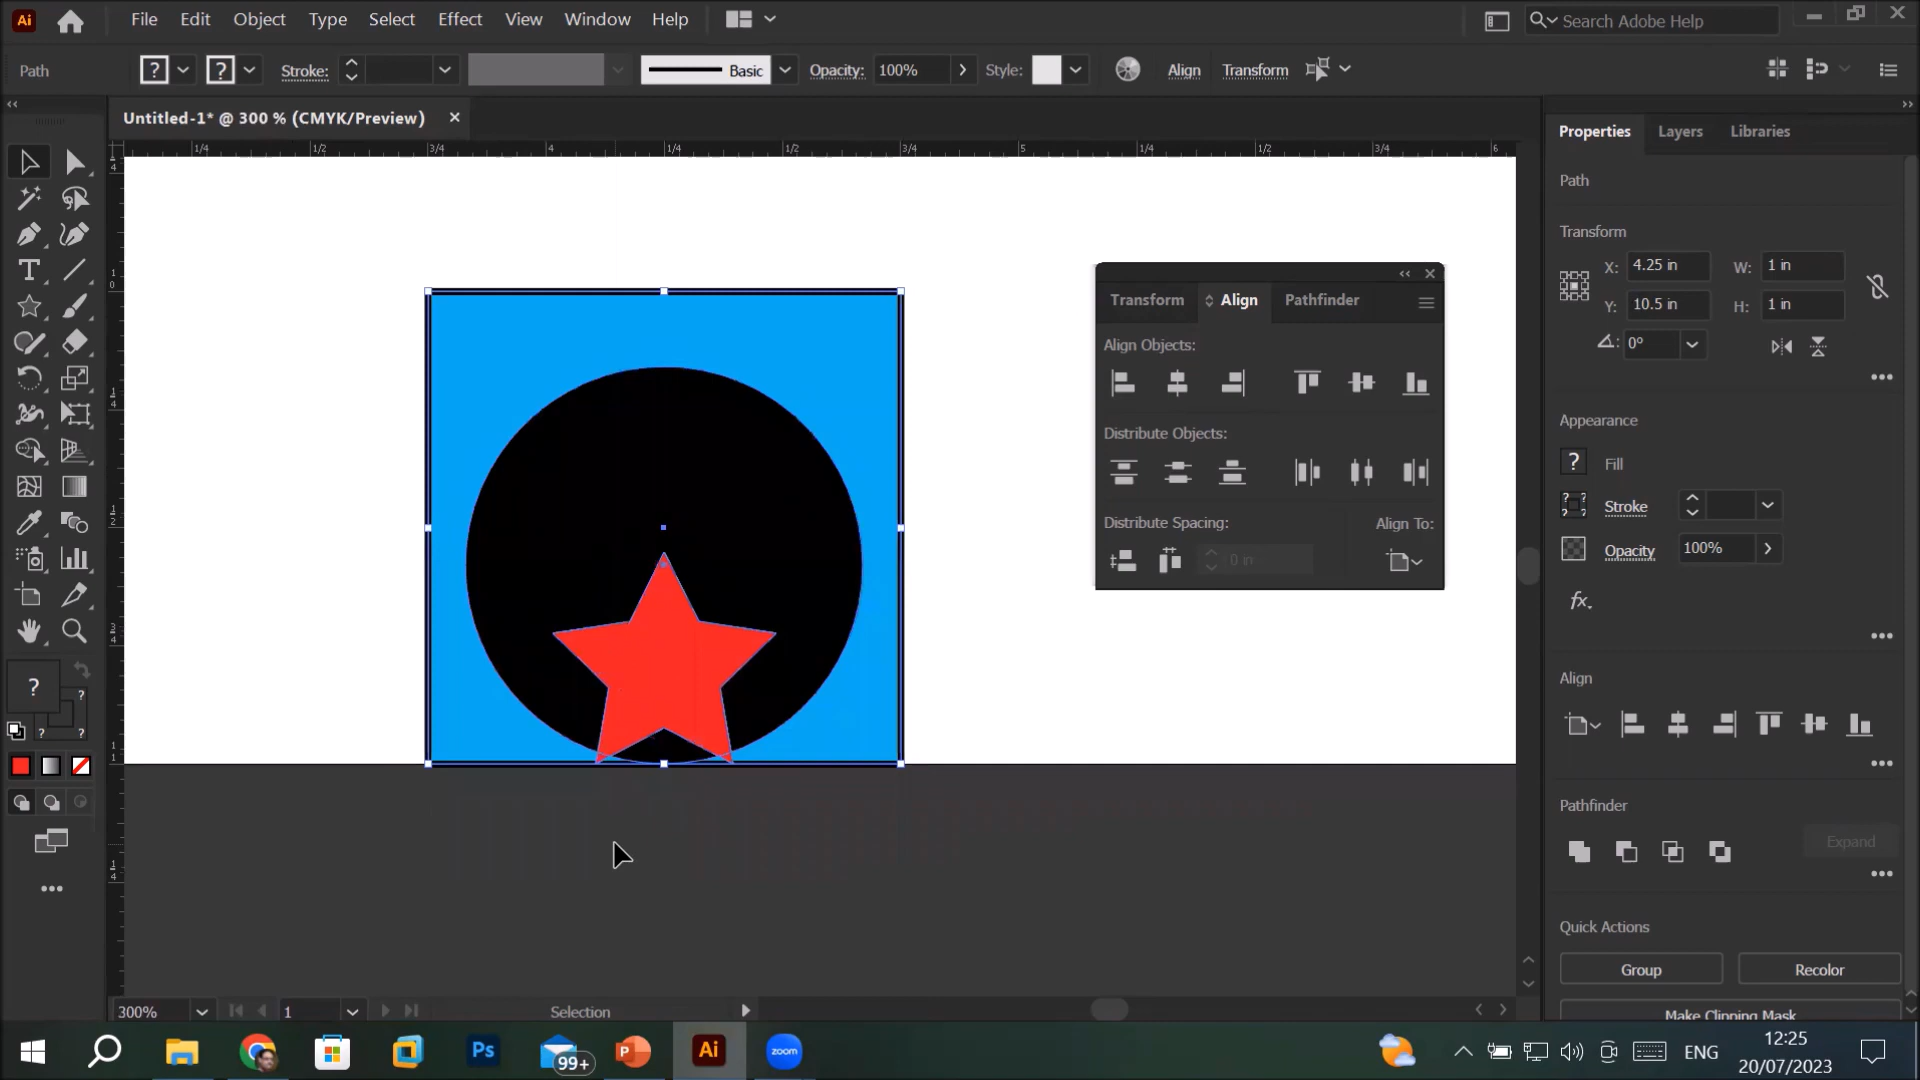 Ai File Edit Object Type Select Effect View Window Help Search Adobe Help
Path ? ? Stroke: Basic Opacity: 100% Style: Align Transform
Untitled-1* @ 300 % (CMYK/Preview)
1/4 1/2 3/4 4 1/4 1/2 3/4 5 1/4 1/2 3/4 6
Properties Layers Libraries
Path
Transform
X: 4.25 in W: 1 in
Y: 10.5 in H: 1 in
0°
Appearance
? Fill
Stroke
Opacity 100%
fx.
Align
Pathfinder
Expand
Quick Actions
Group Recolor
Make Clipping Mask
Transform Align Pathfinder
Align Objects:
Distribute Objects:
Distribute Spacing: Align To:
0 in
T
?
?
? ?
300% 1 Selection
Ps 99+ P Ai zoom ENG 12:25
20/07/2023